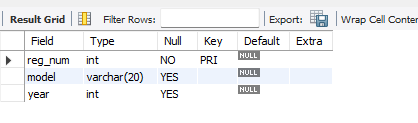 Result Grid Filter Rows: Export: Wrap Cell Conten
Field Type Null Key Default Extra
reg_num int NO PRI NULL
model varchar(20) YES NULL
year int YES NULL